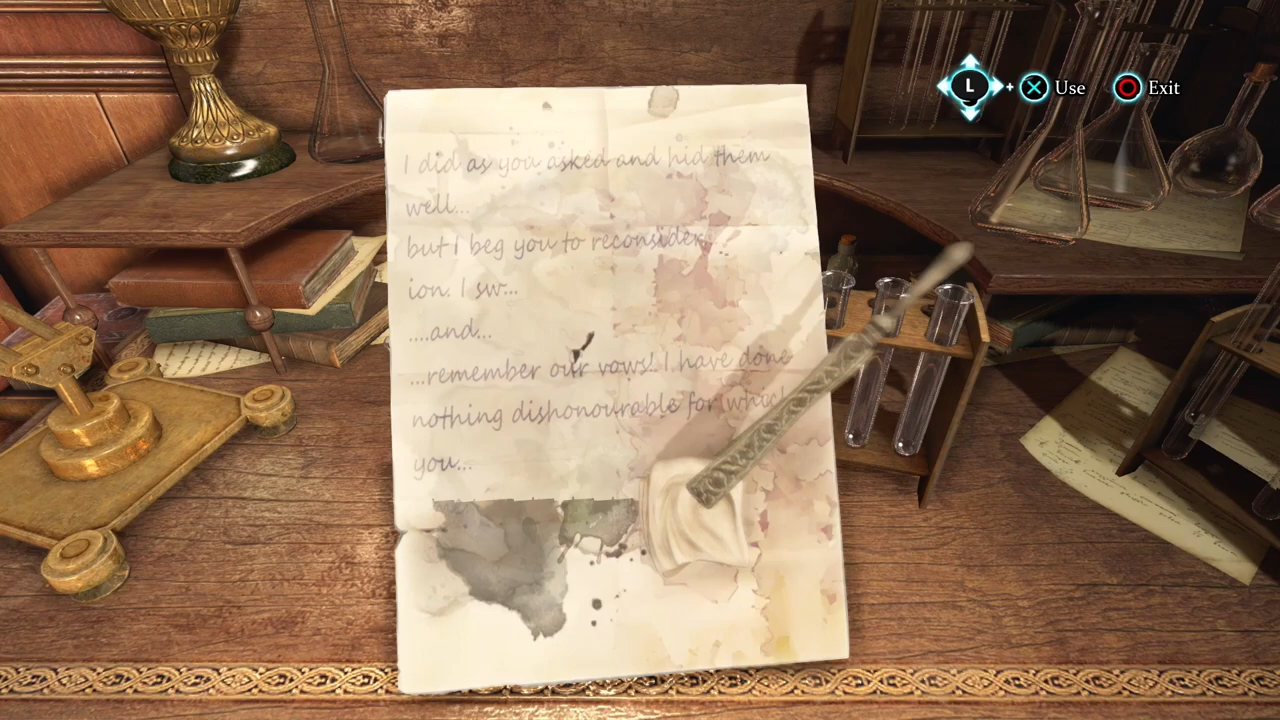 L + Use Exit
I did as you asked and hid them
well...
but I beg you to reconsider...
ion. I sw...
....and...
...remember our vows! I have done
nothing dishonourable for
you...